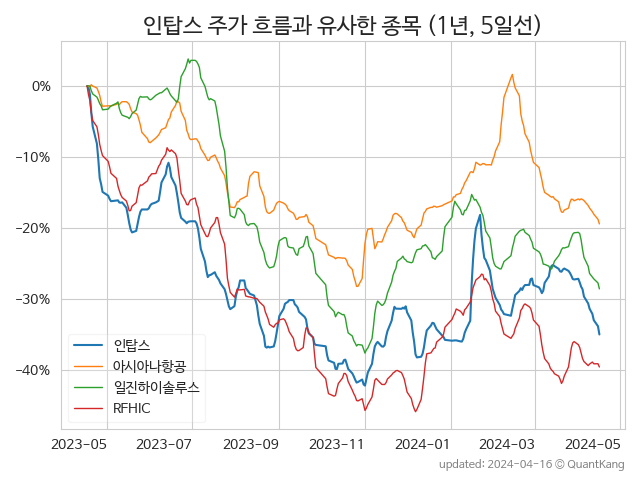 인탑스 주가 흐름과 유사한 종목 (1년, 5일선)
0%
−10%
−20%
−30%
−40%
인탑스
아시아나항공
일진하이솔루스
RFHIC
2023-05 2023-07 2023-09 2023-11 2024-01 2024-03 2024-05
updated: 2024-04-16 © QuantKang